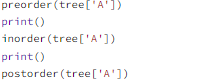 preorder(tree['A'])
print()
inorder(tree['A'])
print()
postorder(tree['A'])